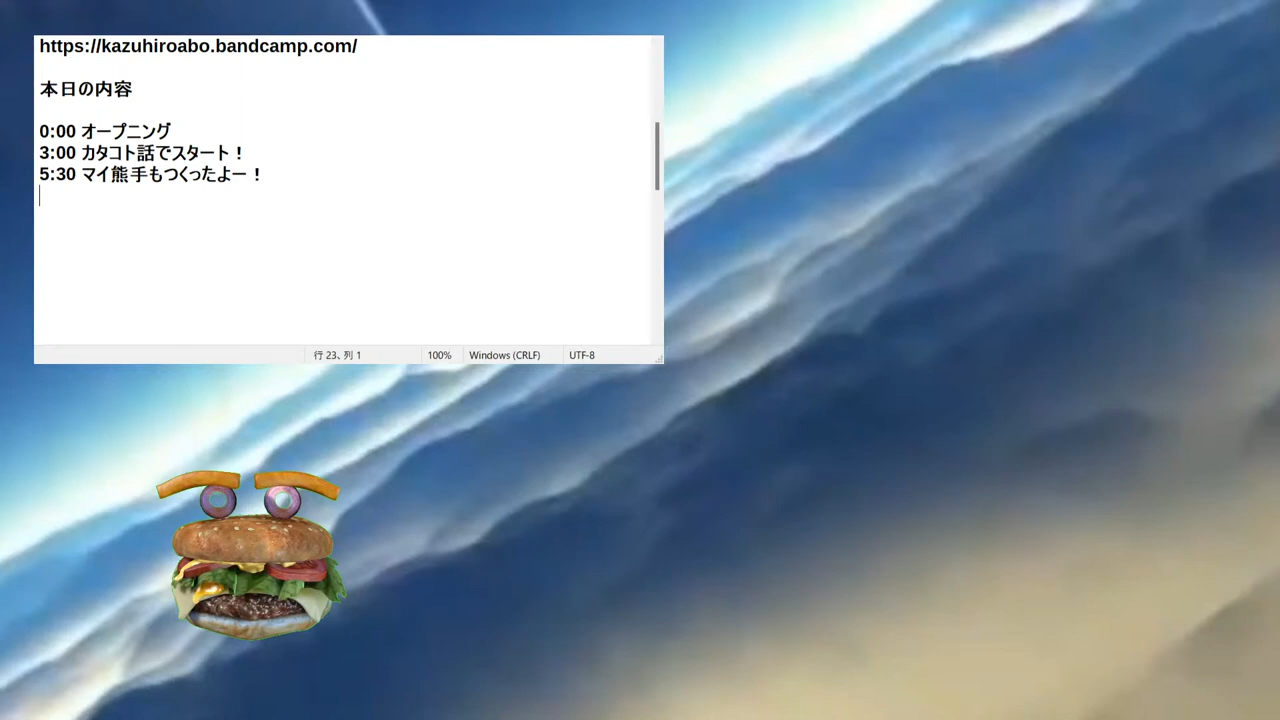 https://kazuhiroabo.bandcamp.com/
本日の内容
0:00 オープニング
3:00 カタコト話でスタート！
5:30 マイ熊手もつくったよー！
行 23、列 1
100%
Windows (CRLF)
UTF-8